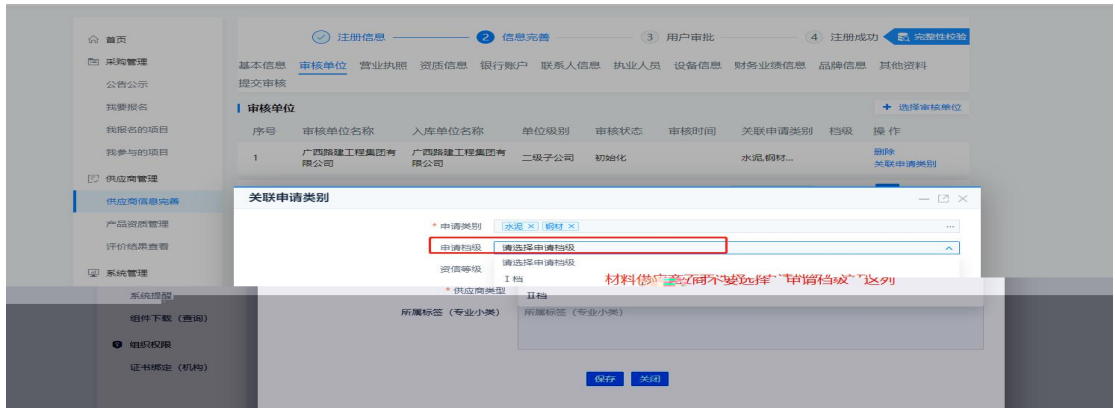 首页
注册信息
2 信息完善
3 用户审批
4 注册成功
完整性校验
采购管理
公告公示
我要报名
我报名的项目
我参与的项目
供应商管理
供应商信息完善
产品资质管理
评价结果查看
系统管理
系统提醒
组件下载（查询）
组织权限
证书绑定（机构）
基本信息 审核单位 营业执照 资质信息 银行账户 联系人信息 执业人员 设备信息 财务业绩信息 品牌信息 其他资料
提交审核
审核单位
+ 选择审核单位
序号 审核单位名称 入库单位名称 单位级别 审核状态 审核时间 关联申请类别 档级 操作
1 广西路建工程集团有限公司 广西路建工程集团有限公司 二级子公司 初始化 水泥,钢材... 删除
关联申请类别
关联申请类别
* 申请类别 水泥 × 钢材 × ...
申请档级 请选择申请档级
请选择申请档级
资信等级
I 档
材料供应商不要选择“申请档级”这列
* 供应商类型
II档
所属标签（专业小类） 所属标签（专业小类）
保存 关闭